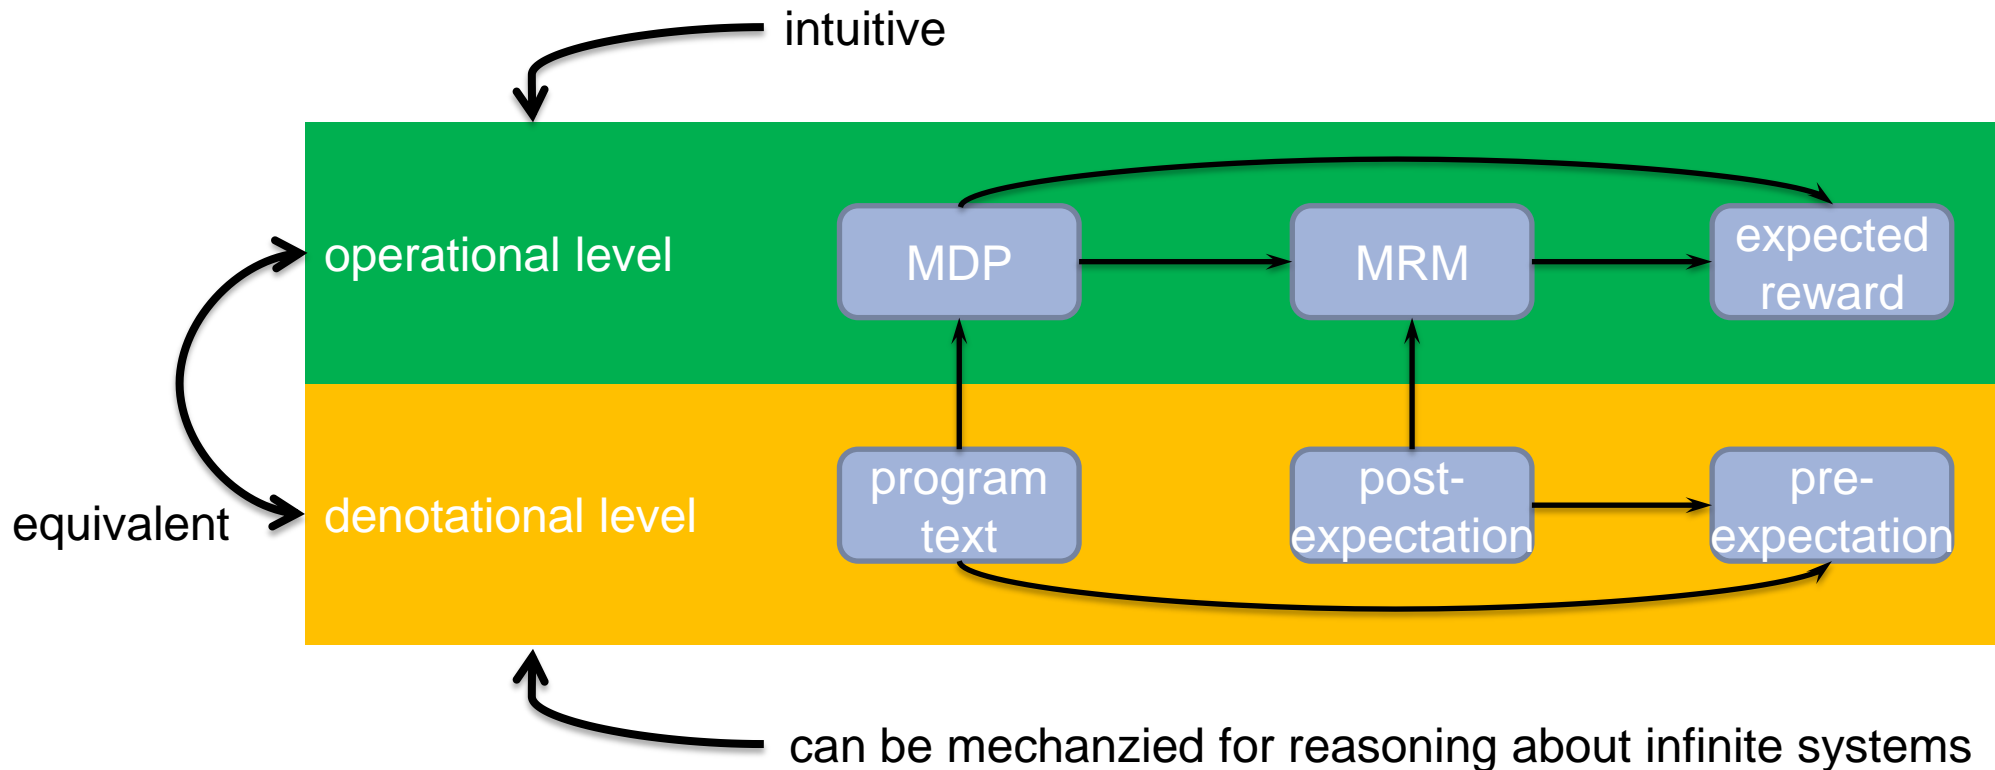 intuitive
operational level
MDP
MRM
expected
reward
equivalent
denotational level
program
text
post-
expectation
pre-
expectation
can be mechanzied for reasoning about infinite systems